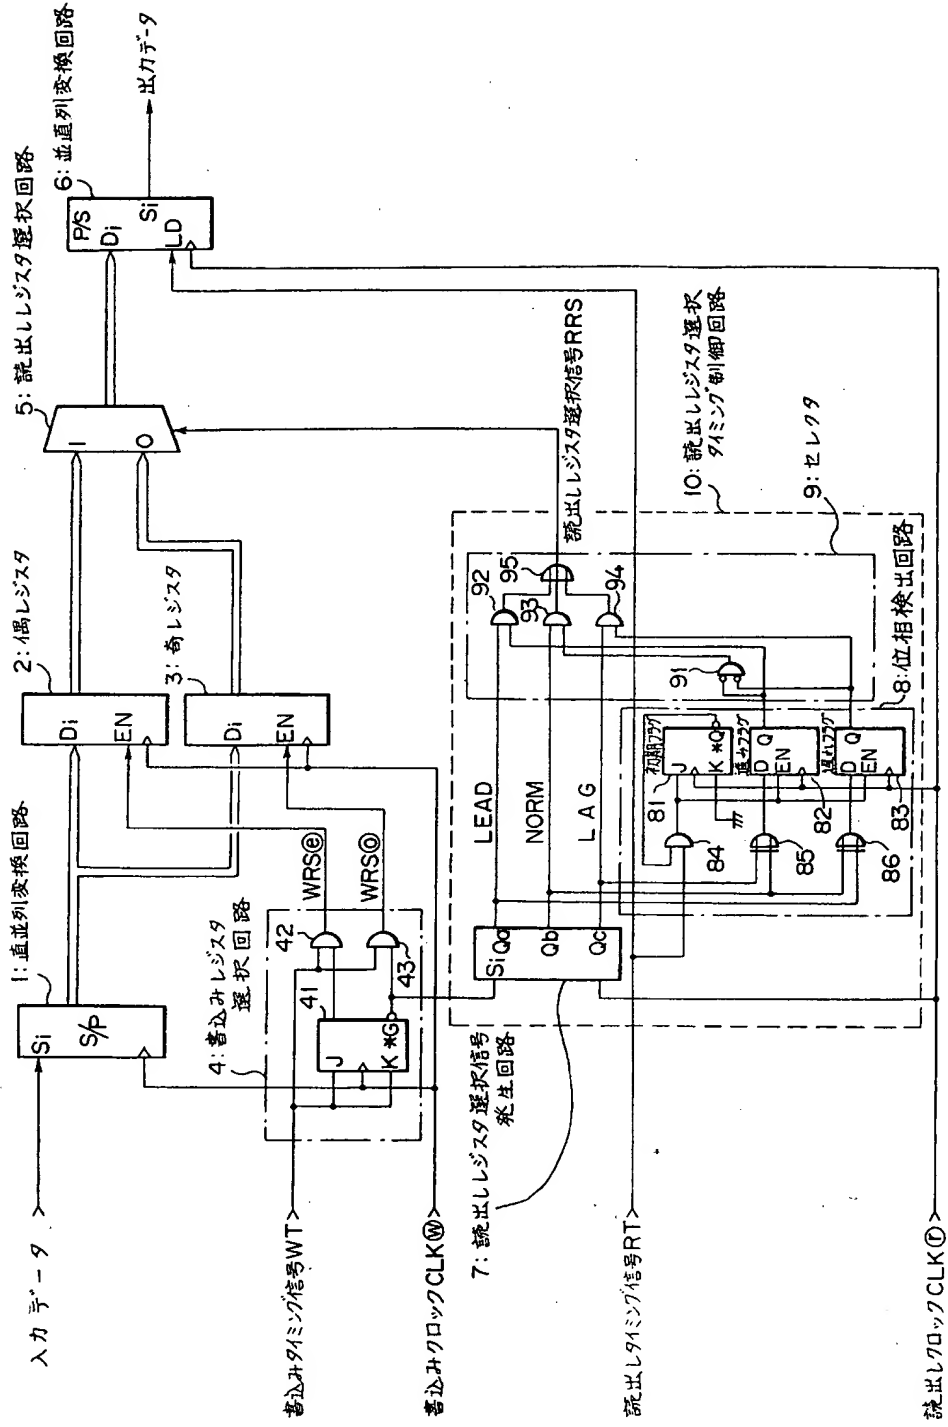 入力データ
書込みタイミング信号WT
書込みクロックCLKⓦ
読出しタイミング信号RT
読出しクロックCLKⓡ
1:直並列変換回路
Si
S/P
2:偶レジスタ
Di
EN
3:奇レジスタ
Di
EN
4:書込みレジスタ
選択回路
41
J
K
*G
42
43
WRSⓔ
WRSⓞ
5:読出しレジスタ選択回路
1
0
6:並直列変換回路
P/S
Di
Si
LD
出力データ
7:読出しレジスタ選択信号
発生回路
Si
Qa
Qb
Qc
LEAD
NORM
LAG
読出しレジスタ選択信号RRS
10:読出しレジスタ選択
タイミング制御回路
9:セレクタ
92
93
94
95
91
8:位相検出回路
初期フラグ
J
K
*Q
81
進みフラグ
D
Q
EN
82
遅れフラグ
D
Q
EN
83
84
85
86